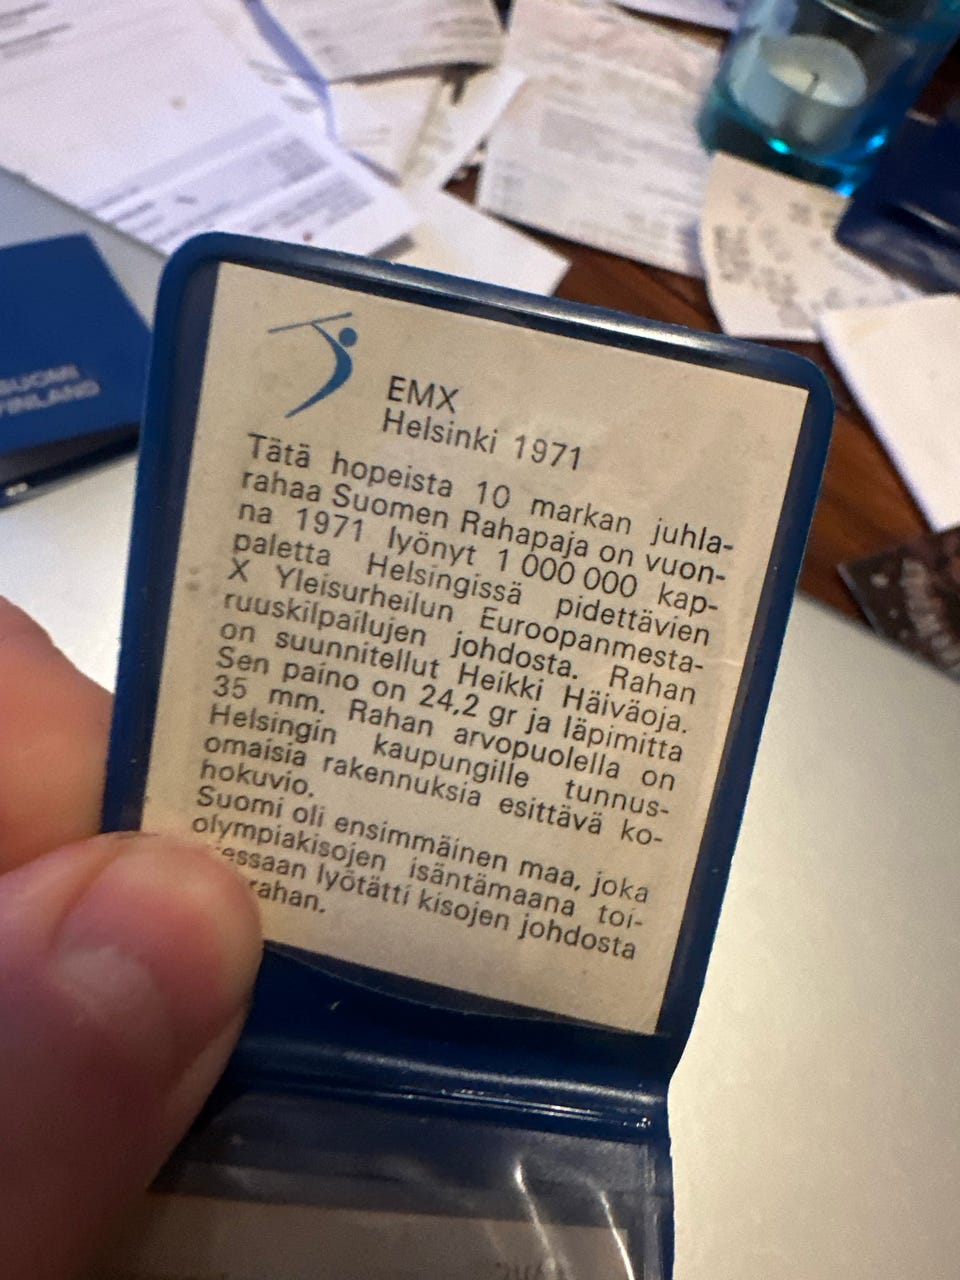 EMX
Helsinki 1971
Tätä hopeista 10 markan juhla-
rahaa Suomen Rahapaja on vuon-
na 1971 lyönyt 1 000 000 kap-
paletta Helsingissä pidettävien
X Yleisurheilun Euroopanmesta-
ruuskilpailujen johdosta. Rahan
on suunnitellut Heikki Häiväoja.
Sen paino on 24,2 gr ja läpimitta
35 mm. Rahan arvopuolella on
Helsingin kaupungille tunnus-
omaisia rakennuksia esittävä ko-
hokuvio.
Suomi oli ensimmäinen maa, joka
olympiakisojen isäntämaana toi-
essaan lyötätti kisojen johdosta
rahan.
SUOMI
FINLAND